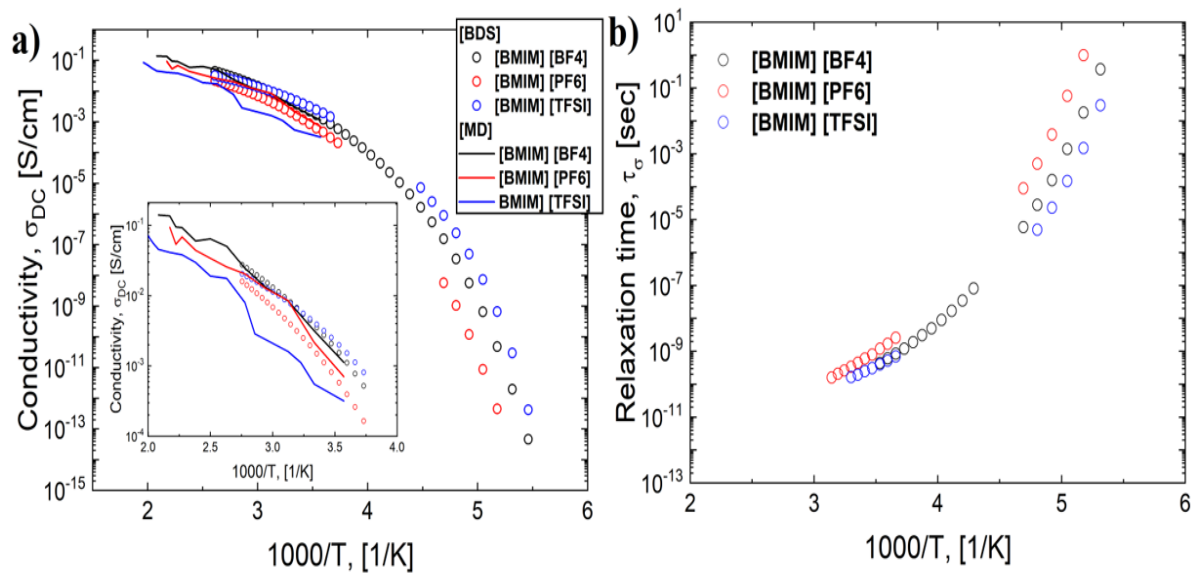 a)
Conductivity, σDC [S/cm]
10-1
10-3
10-5
10-7
10-9
10-11
10-13
10-15
2
3
4
5
6
1000/T, [1/K]
[BDS]
[BMIM] [BF4]
[BMIM] [PF6]
[BMIM] [TFSI]
[MD]
[BMIM] [BF4]
[BMIM] [PF6]
BMIM] [TFSI]
Conductivity, σDC [S/cm]
10-1
10-2
10-3
10-4
2.0
2.5
3.0
3.5
4.0
1000/T, [1/K]
b)
Relaxation time, τσ [sec]
101
10-1
10-3
10-5
10-7
10-9
10-11
10-13
2
3
4
5
6
1000/T, [1/K]
[BMIM] [BF4]
[BMIM] [PF6]
[BMIM] [TFSI]